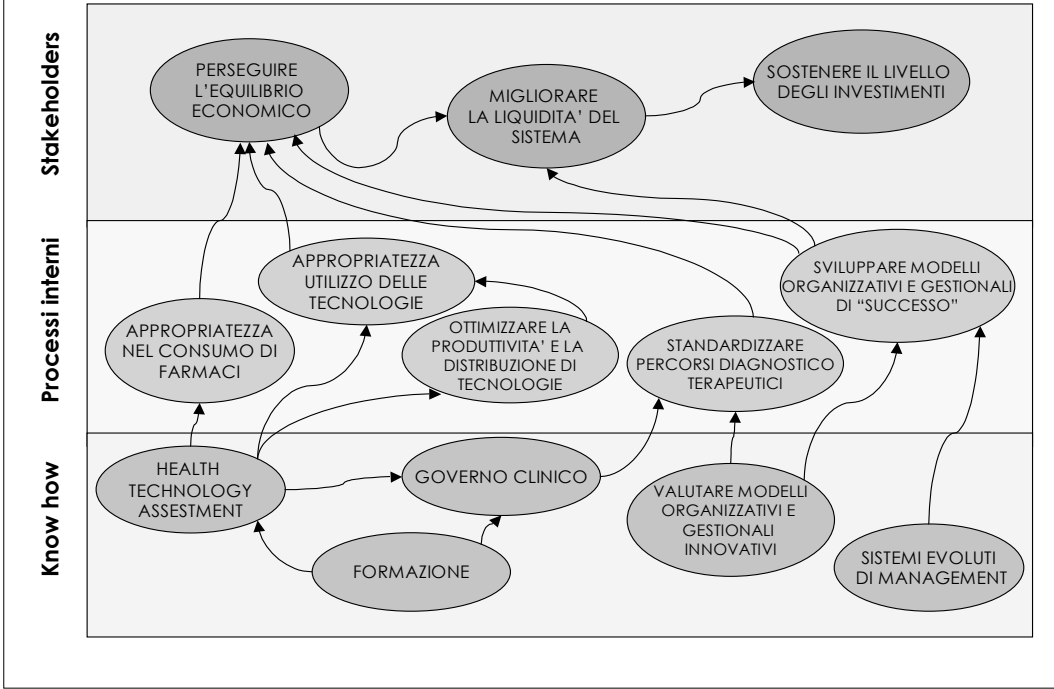 Stakeholders
PERSEGUIRE
L'EQUILIBRIO
ECONOMICO
MIGLIORARE
LA LIQUIDITA' DEL
SISTEMA
SOSTENERE IL LIVELLO
DEGLI INVESTIMENTI
Processi interni
APPROPRIATEZZA
NEL CONSUMO DI
FARMACI
APPROPRIATEZZA
UTILIZZO DELLE
TECNOLOGIE
OTTIMIZZARE LA
PRODUTTIVITA' E LA
DISTRIBUZIONE DI
TECNOLOGIE
STANDARDIZZARE
PERCORSI DIAGNOSTICO
TERAPEUTICI
SVILUPPARE MODELLI
ORGANIZZATIVI E GESTIONALI
DI “SUCCESSO”
Know how
HEALTH
TECHNOLOGY
ASSESTMENT
FORMAZIONE
GOVERNO CLINICO
VALUTARE MODELLI
ORGANIZZATIVI E
GESTIONALI
INNOVATIVI
SISTEMI EVOLUTI
DI MANAGEMENT